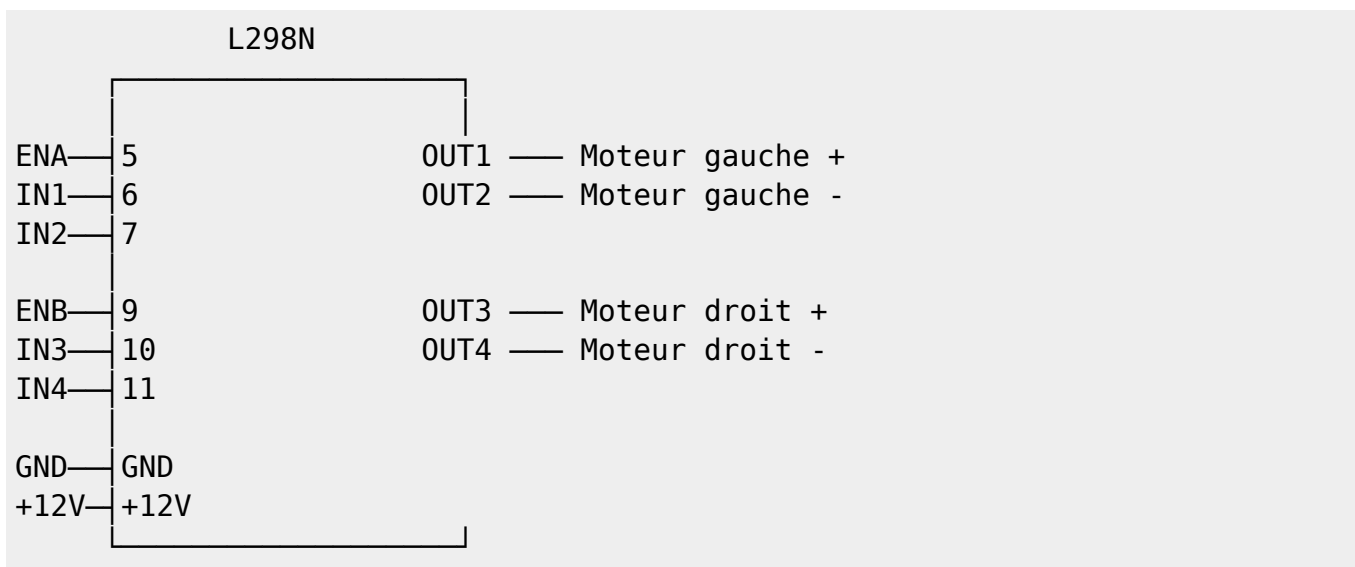 L298N
ENA 5 OUT1 ─── Moteur gauche +
IN1 6 OUT2 ─── Moteur gauche -
IN2 7
ENB 9 OUT3 ─── Moteur droit +
IN3 10 OUT4 ─── Moteur droit -
IN4 11
GND GND
+12V +12V